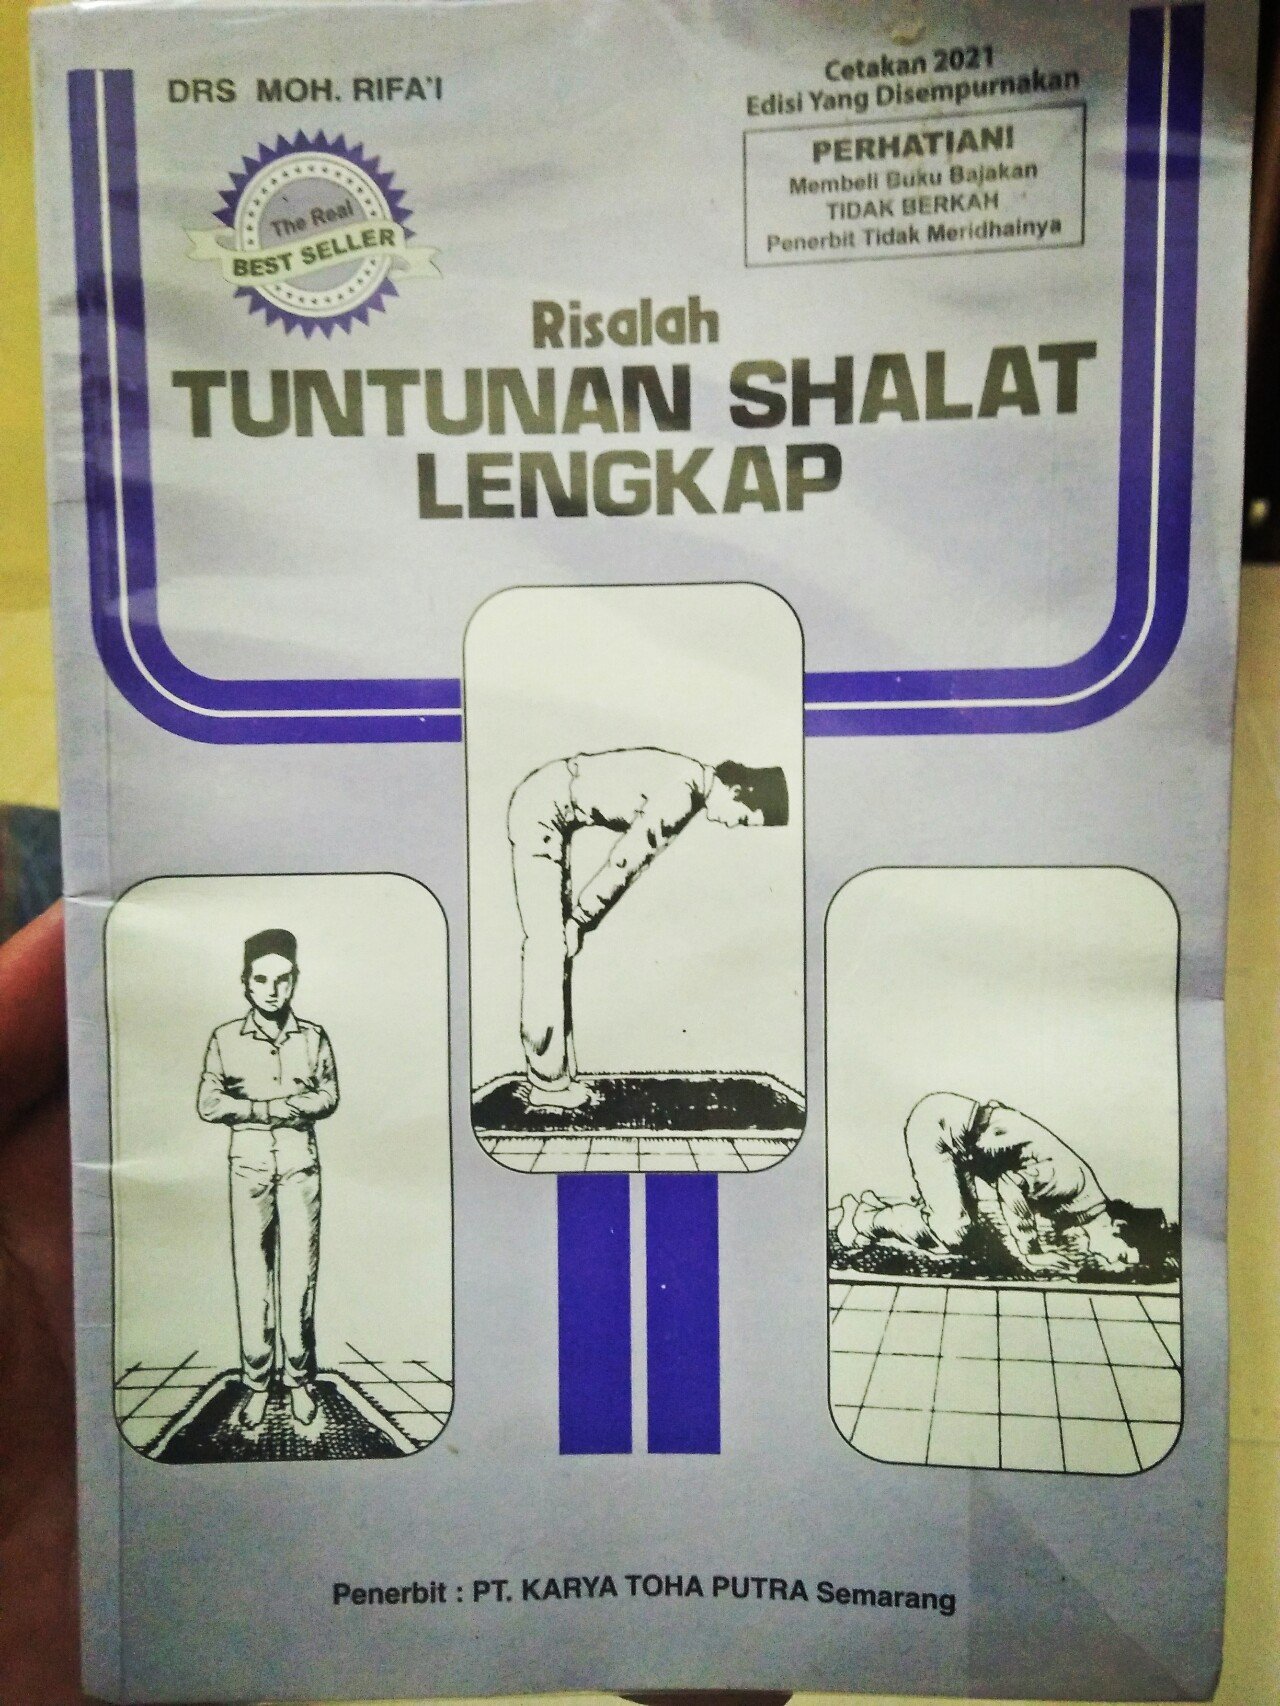 DRS MOH. RIFA'I
Cetakan 2021
Edisi Yang Disempurnakan
PERHATIAN!
Membeli Buku Bajakan
TIDAK BERKAH
Penerbit Tidak Meridhainya
The Real
BEST SELLER
Risalah
TUNTUNAN SHALAT
LENGKAP
Penerbit : PT. KARYA TOHA PUTRA Semarang